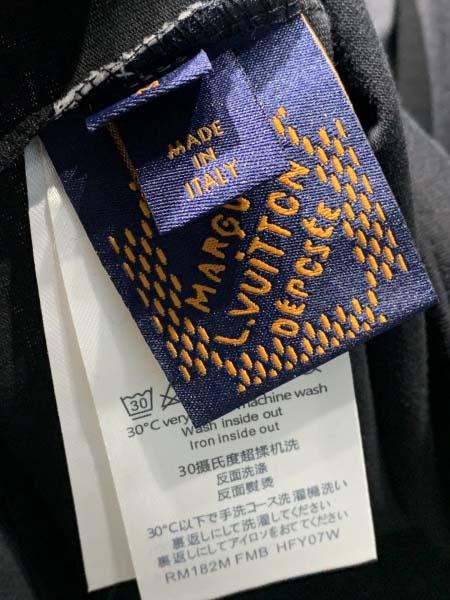 MADE
IN
ITALY
L.VUITTON
DEPOSÉE
30
30°C very machine wash
Wash inside out
Iron inside out
30摄氏度超揉机洗
反面洗涤
反面熨烫
30℃以下で手洗コース洗濯機洗い
裏返しにして洗濯してください
裏返しにしてアイロンをおててください
RM182M FMB HFY07W